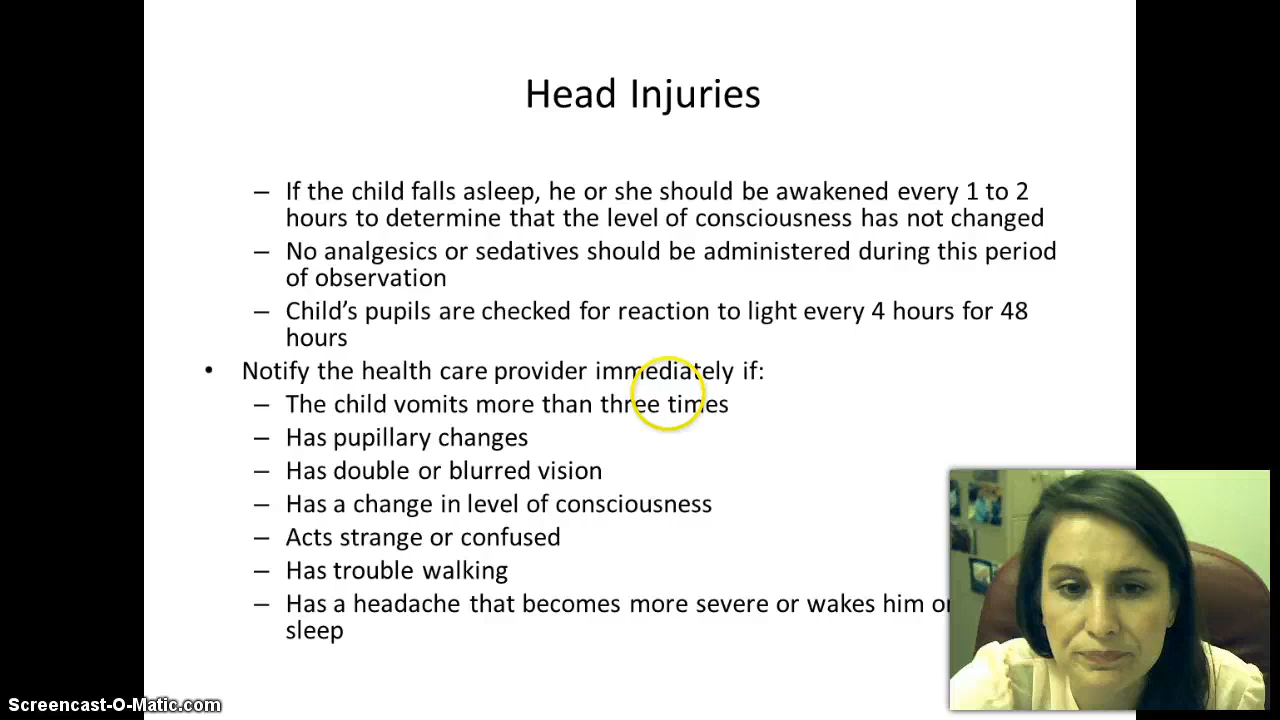 Head Injuries
– If the child falls asleep, he or she should be awakened every 1 to 2
hours to determine that the level of consciousness has not changed
– No analgesics or sedatives should be administered during this period
of observation
– Child's pupils are checked for reaction to light every 4 hours for 48
hours
• Notify the health care provider immediately if:
– The child vomits more than three times
– Has pupillary changes
– Has double or blurred vision
– Has a change in level of consciousness
– Acts strange or confused
– Has trouble walking
– Has a headache that becomes more severe or wakes him
sleep
Screencast-O-Matic.com